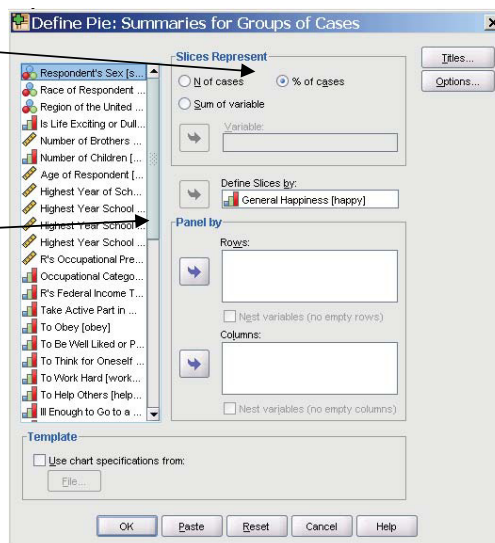 Define Pie: Summaries for Groups of Cases
Respondent's Sex [s...
Race of Respondent ...
Region of the United ...
Is Life Exciting or Dull...
Number of Brothers ...
Number of Children [...
Age of Respondent [...
Highest Year of Sch...
Highest Year School ...
Highest Year School ...
Highest Year School ...
R's Occupational Pre...
Occupational Catego...
R's Federal Income T...
Take Active Part in ...
To Obey [obey]
To Be Well Liked or P...
To Think for Oneself ...
To Work Hard [work...
To Help Others [help...
Ill Enough to Go to a ...
Slices Represent
N of cases
% of cases
Sum of variable
Variable:
Define Slices by:
General Happiness [happy]
Panel by
Rows:
Nest variables (no empty rows)
Columns:
Nest variables (no empty columns)
Titles...
Options...
Template
Use chart specifications from:
File...
OK Paste Reset Cancel Help